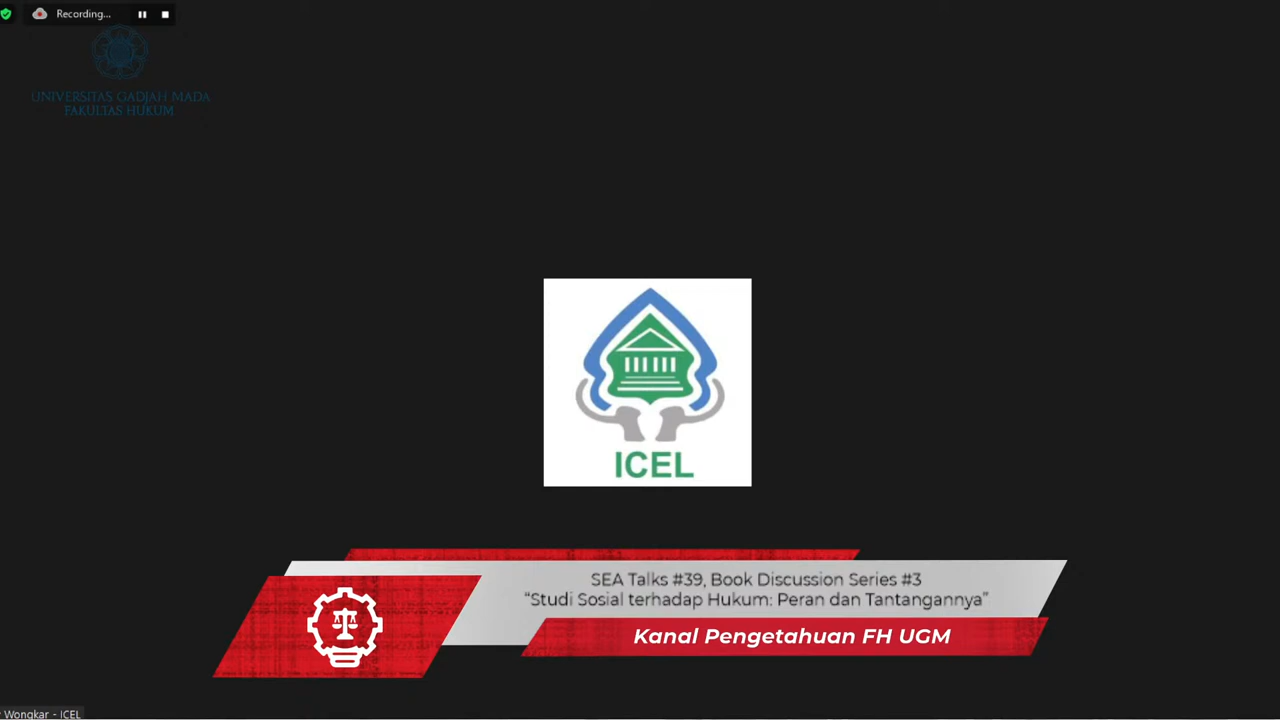 Recording...
UNIVERSITAS GADJAH MADA
FAKULTAS HUKUM
ICEL
SEA Talks #39, Book Discussion Series #3
“Studi Sosial terhadap Hukum: Peran dan Tantangannya”
Kanal Pengetahuan FH UGM
Wongkar - ICEL